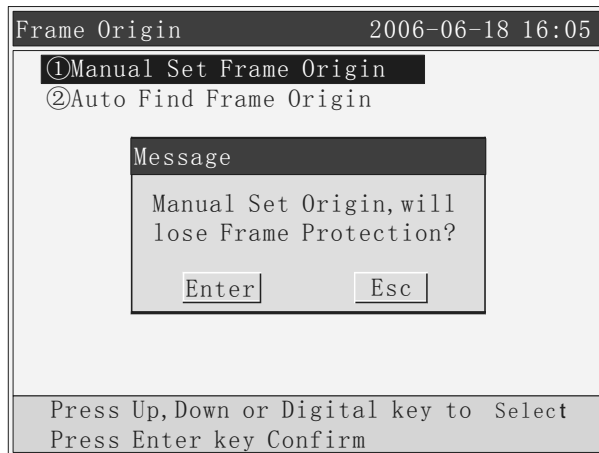 Frame Origin 2006-06-18 16:05
①Manual Set Frame Origin
②Auto Find Frame Origin
Message
Manual Set Origin,will
lose Frame Protection?
Enter Esc
Press Up,Down or Digital key to Select
Press Enter key Confirm